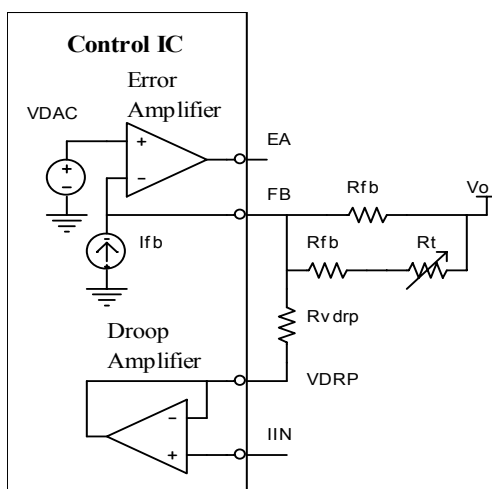 Control IC
Error
Amplifier
VDAC
+
−
+
−
EA
FB
Rfb
Vo
Ifb
Rfb
Rt
Rvdrp
Droop
Amplifier
VDRP
−
+
IIN